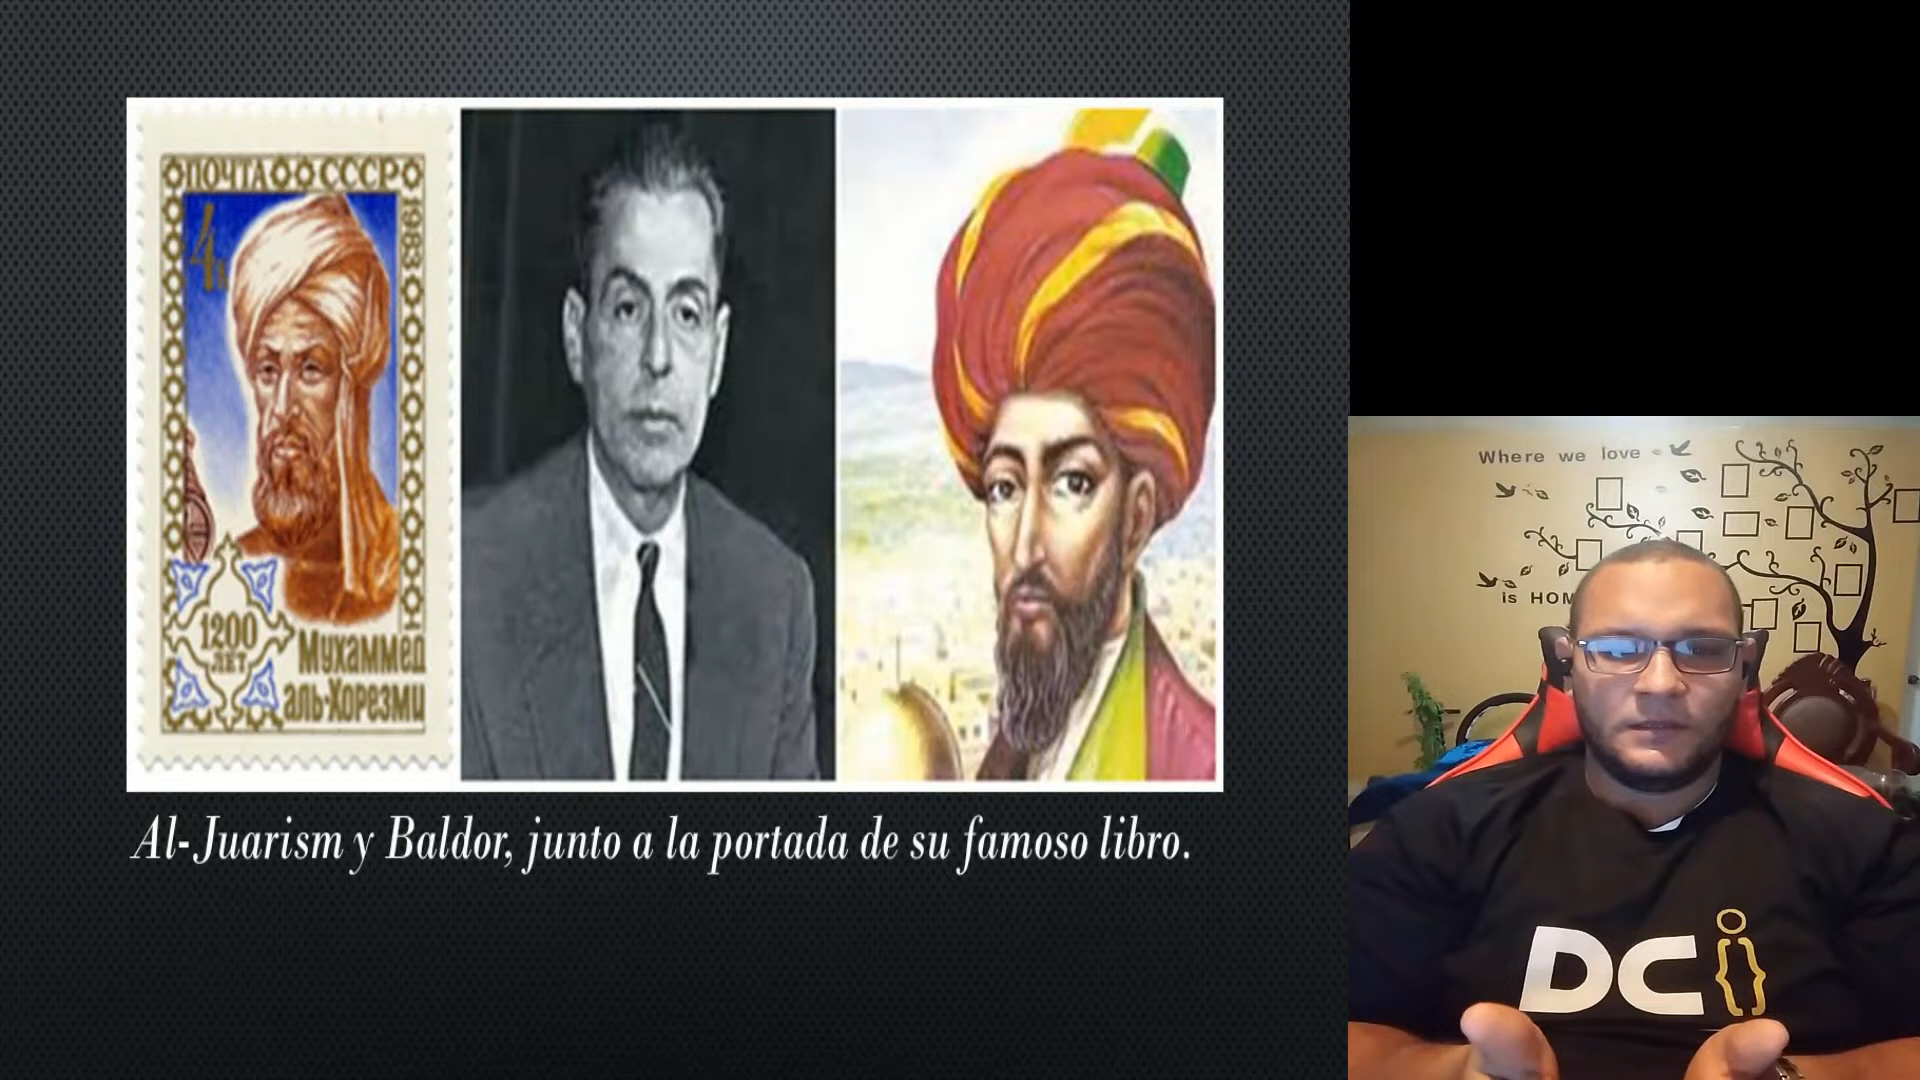 ПОЧТА СССР
1983
4к
1200
ЛЕТ
Мухаммед
аль-Хорезми
Al-Juarism y Baldor, junto a la portada de su famoso libro.
Where we love
is HOM
DCi